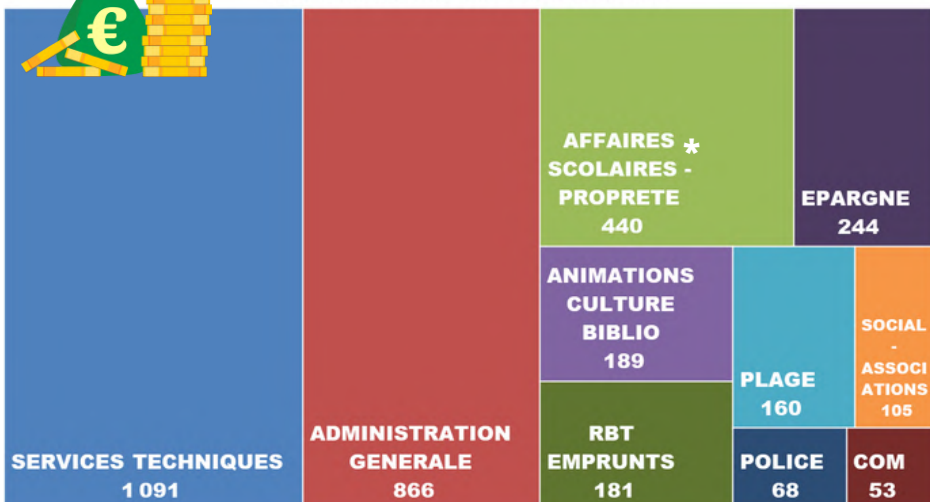 €
SERVICES TECHNIQUES
1 091
ADMINISTRATION
GENERALE
866
AFFAIRES *
SCOLAIRES -
PROPRETE
440
EPARGNE
244
ANIMATIONS
CULTURE
BIBLIO
189
RBT
EMPRUNTS
181
PLAGE
160
SOCIAL
-
ASSOCI
ATIONS
105
POLICE
68
COM
53